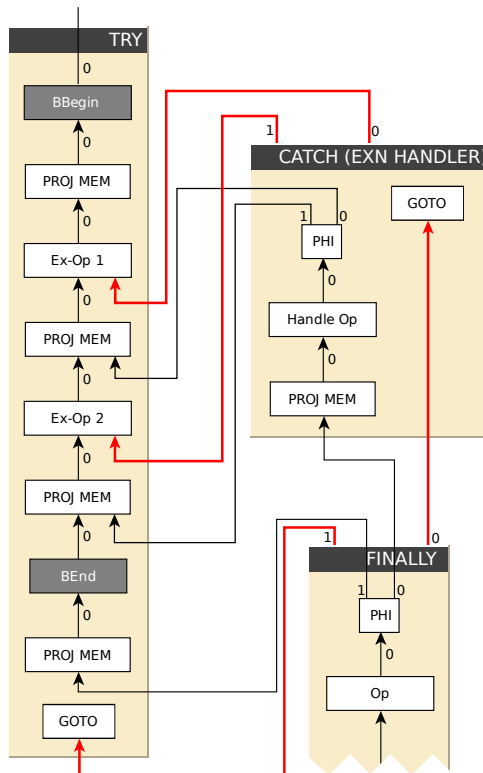 TRY
0
BBegin
0
PROJ MEM
0
Ex-Op 1
0
PROJ MEM
0
Ex-Op 2
0
PROJ MEM
0
BEnd
0
PROJ MEM
GOTO
1
0
CATCH (EXN HANDLER)
GOTO
1
0
PHI
0
Handle Op
0
PROJ MEM
1
0
FINALLY
1
0
PHI
0
Op